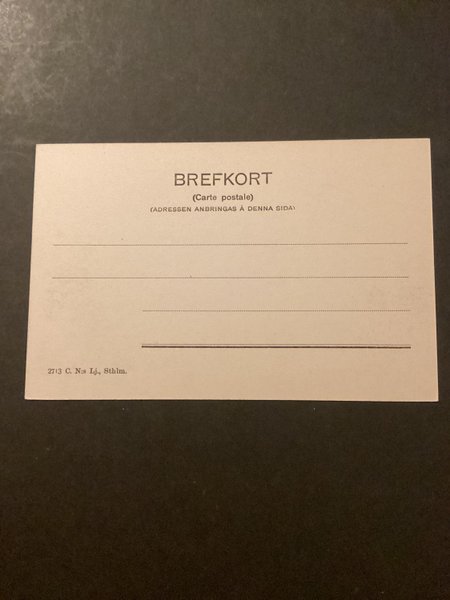 BREFKORT
(Carte postale)
(ADRESSEN ANBRINGAS Å DENNA SIDA)
2713 C. N:s Lj., Sthlm.